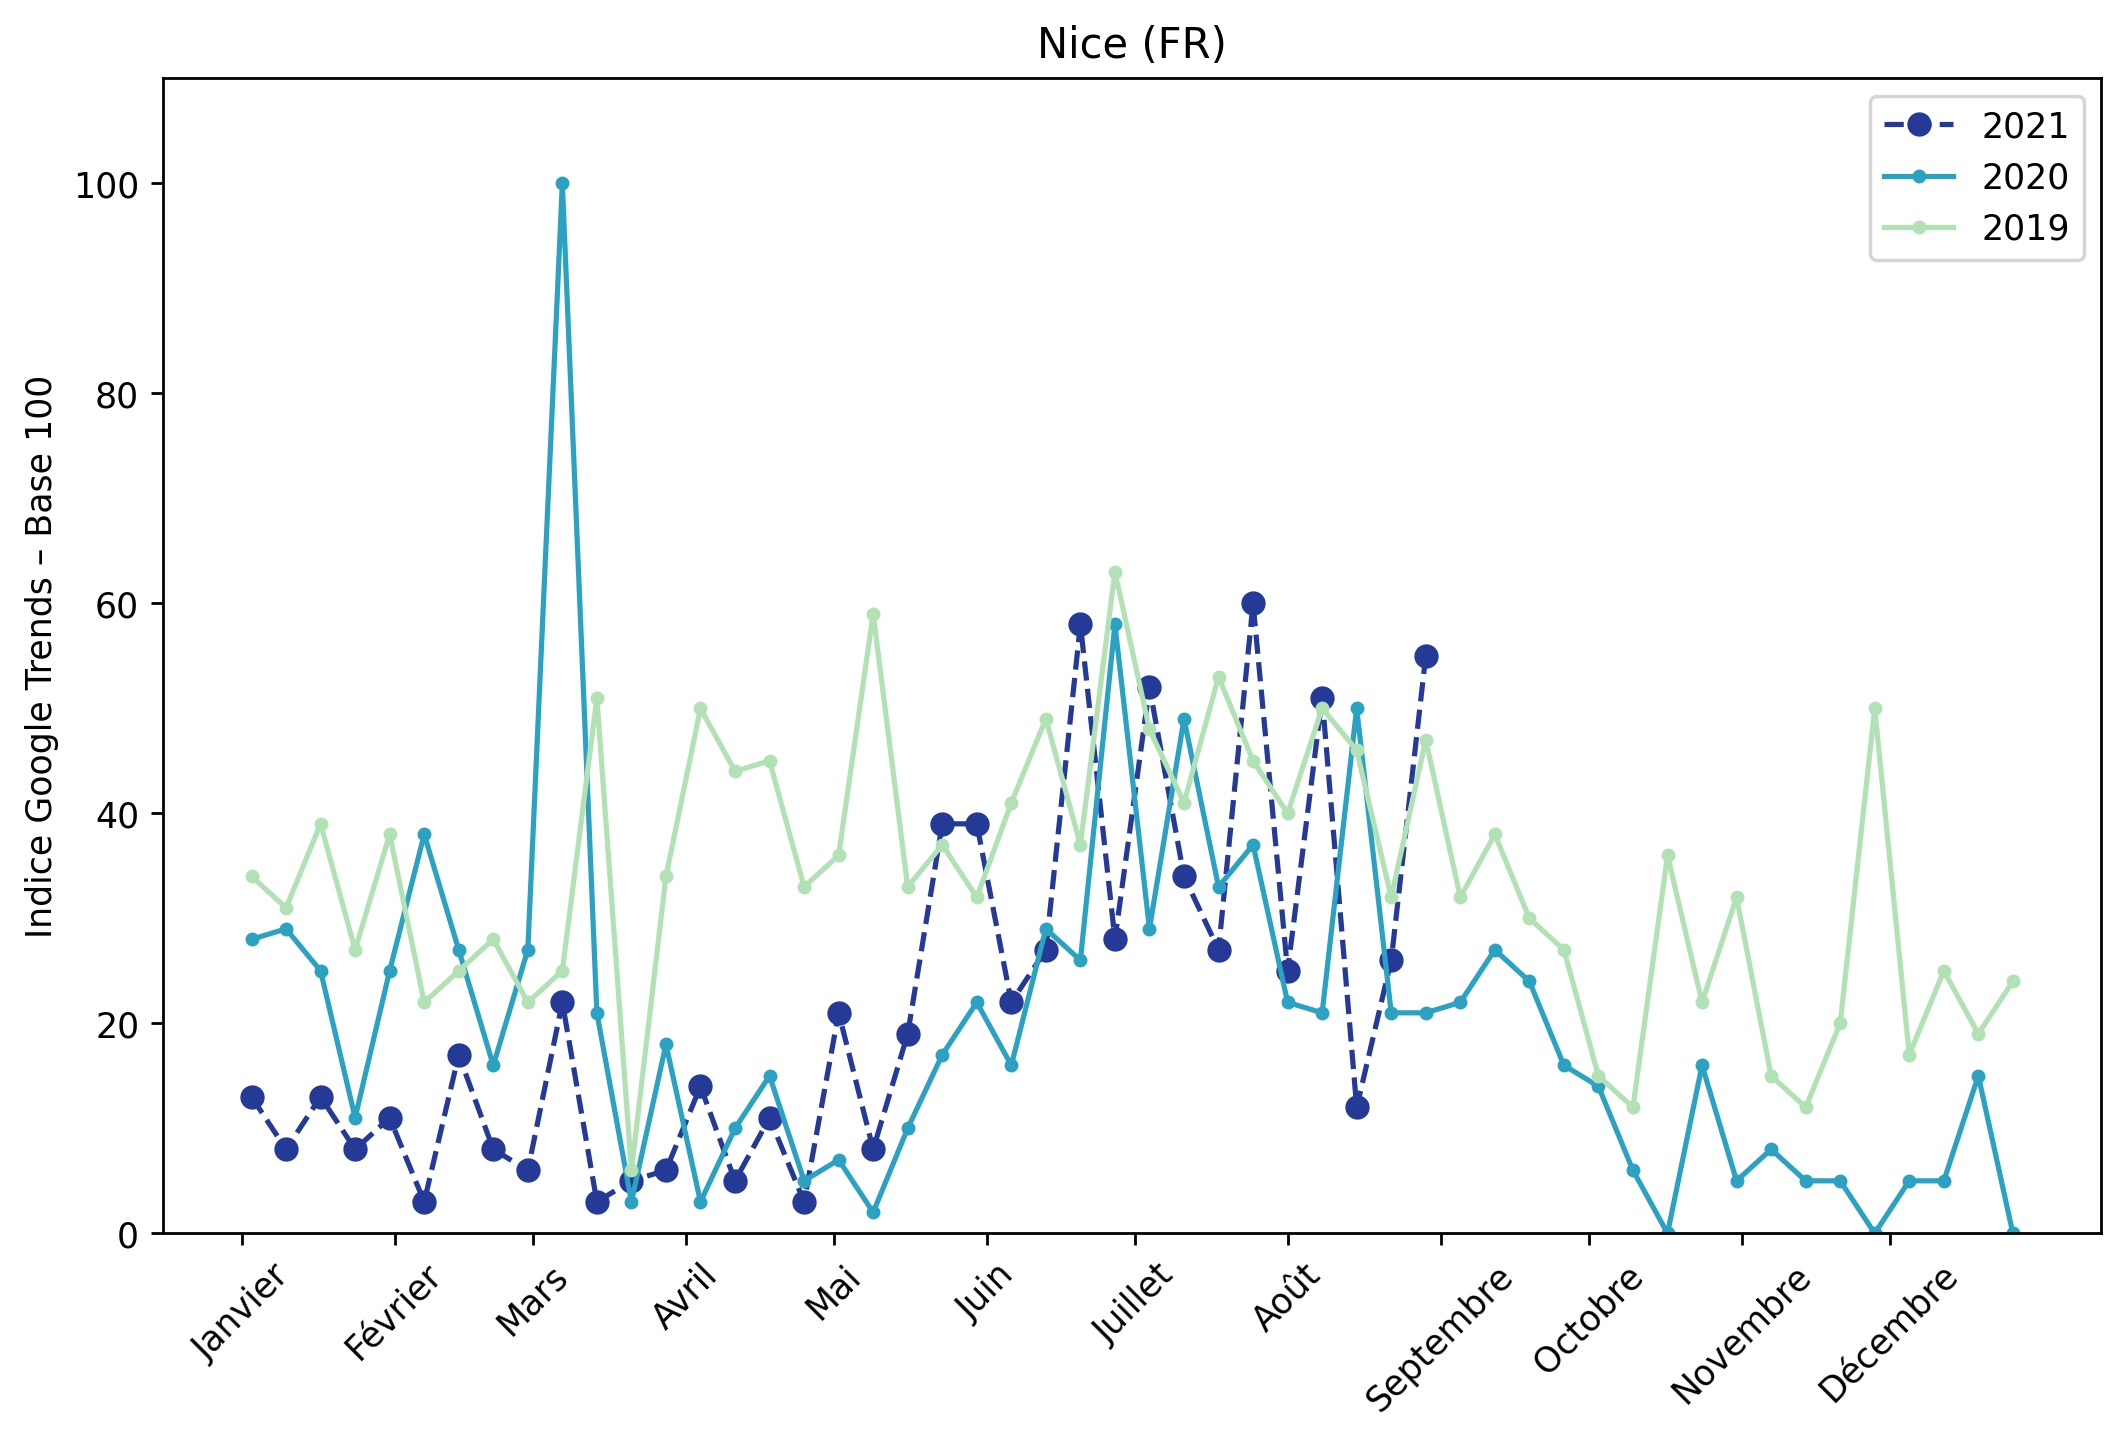 Nice (FR)
Indice Google Trends – Base 100
100
80
60
40
20
0
2021
2020
2019
Janvier
Février
Mars
Avril
Mai
Juin
Juillet
Août
Septembre
Octobre
Novembre
Décembre